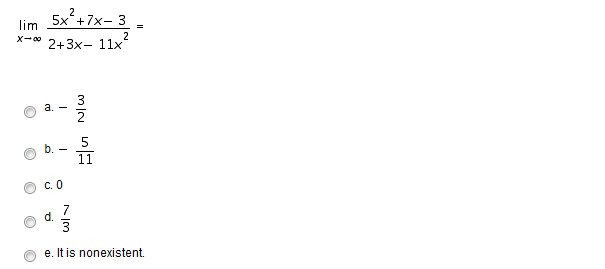 lim x→∞ 5x²+7x− 3 / 2+3x− 11x² =
a. − 3/2
b. − 5/11
c. 0
d. 7/3
e. It is nonexistent.